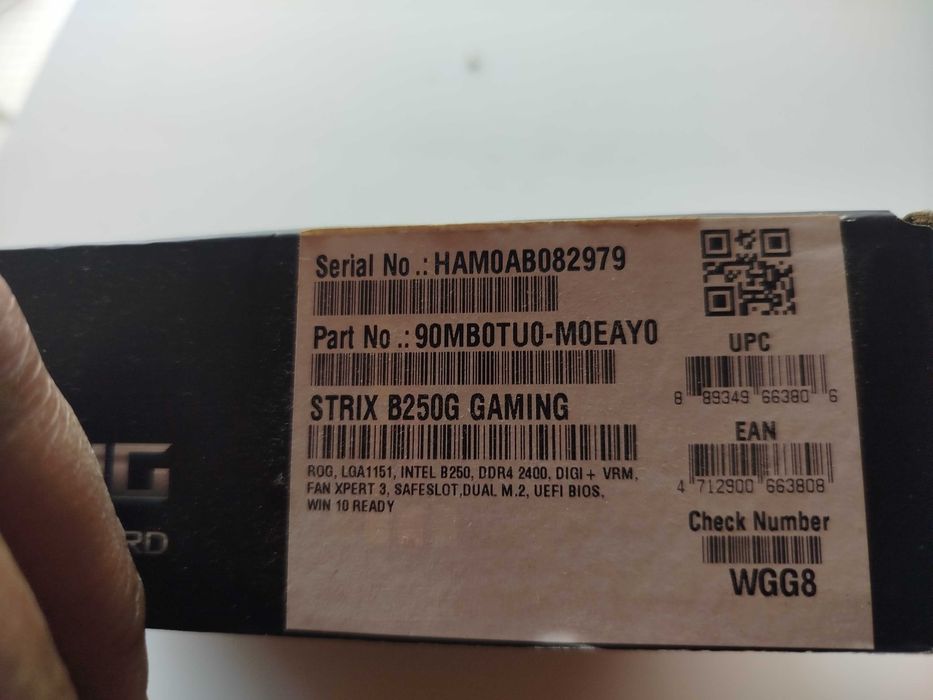 Serial No.: HAM0AB082979
Part No.: 90MB0TU0-M0EAY0
STRIX B250G GAMING
ROG, LGA1151, INTEL B250, DDR4 2400, DIGI+ VRM,
FAN XPERT 3, SAFESLOT,DUAL M.2, UEFI BIOS,
WIN 10 READY
UPC
8 89349 66380 6
EAN
4 712900 663808
Check Number
WGG8
G
RD